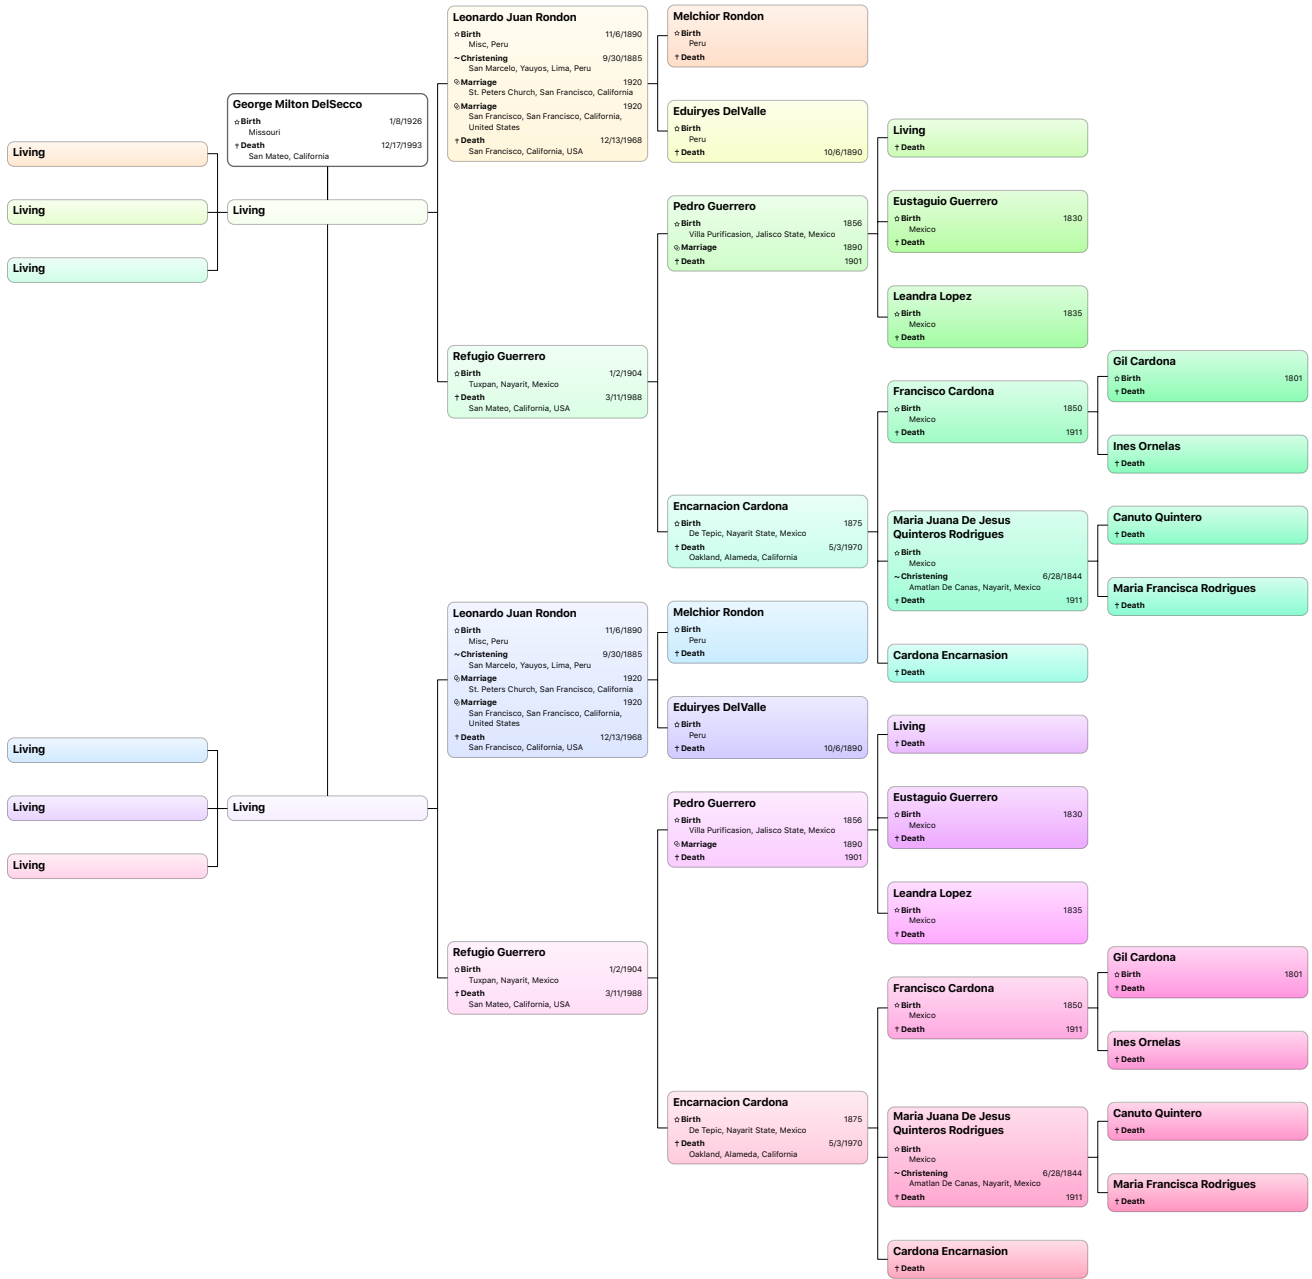 Living
Living
Living
George Milton DelSecco
☆Birth 1/8/1926
Missouri
†Death 12/17/1993
San Mateo, California
Living
Leonardo Juan Rondon
☆Birth 11/6/1890
Misc, Peru
~Christening 9/30/1885
San Marcelo, Yauyos, Lima, Peru
⚭Marriage 1920
St. Peters Church, San Francisco, California
⚭Marriage 1920
San Francisco, San Francisco, California,
United States
†Death 12/13/1968
San Francisco, California, USA
Refugio Guerrero
☆Birth 1/2/1904
Tuxpan, Nayarit, Mexico
†Death 3/11/1988
San Mateo, California, USA
Melchior Rondon
☆Birth
Peru
†Death
Eduiryes DelValle
☆Birth
Peru
†Death 10/6/1890
Pedro Guerrero
☆Birth 1856
Villa Purificasion, Jalisco State, Mexico
⚭Marriage 1890
†Death 1901
Encarnacion Cardona
☆Birth 1875
De Tepic, Nayarit State, Mexico
†Death 5/3/1970
Oakland, Alameda, California
Living
†Death
Eustaguio Guerrero
☆Birth 1830
Mexico
†Death
Leandra Lopez
☆Birth 1835
Mexico
†Death
Francisco Cardona
☆Birth 1850
Mexico
†Death 1911
Maria Juana De Jesus
Quinteros Rodrigues
☆Birth
Mexico
~Christening 6/28/1844
Amatlan De Canas, Nayarit, Mexico
†Death 1911
Cardona Encarnasion
†Death
Gil Cardona
☆Birth 1801
†Death
Ines Ornelas
†Death
Canuto Quintero
†Death
Maria Francisca Rodrigues
†Death
Living
Living
Living
Living
Leonardo Juan Rondon
☆Birth 11/6/1890
Misc, Peru
~Christening 9/30/1885
San Marcelo, Yauyos, Lima, Peru
⚭Marriage 1920
St. Peters Church, San Francisco, California
⚭Marriage 1920
San Francisco, San Francisco, California,
United States
†Death 12/13/1968
San Francisco, California, USA
Refugio Guerrero
☆Birth 1/2/1904
Tuxpan, Nayarit, Mexico
†Death 3/11/1988
San Mateo, California, USA
Melchior Rondon
☆Birth
Peru
†Death
Eduiryes DelValle
☆Birth
Peru
†Death 10/6/1890
Pedro Guerrero
☆Birth 1856
Villa Purificasion, Jalisco State, Mexico
⚭Marriage 1890
†Death 1901
Encarnacion Cardona
☆Birth 1875
De Tepic, Nayarit State, Mexico
†Death 5/3/1970
Oakland, Alameda, California
Living
†Death
Eustaguio Guerrero
☆Birth 1830
Mexico
†Death
Leandra Lopez
☆Birth 1835
Mexico
†Death
Francisco Cardona
☆Birth 1850
Mexico
†Death 1911
Maria Juana De Jesus
Quinteros Rodrigues
☆Birth
Mexico
~Christening 6/28/1844
Amatlan De Canas, Nayarit, Mexico
†Death 1911
Cardona Encarnasion
†Death
Gil Cardona
☆Birth 1801
†Death
Ines Ornelas
†Death
Canuto Quintero
†Death
Maria Francisca Rodrigues
†Death